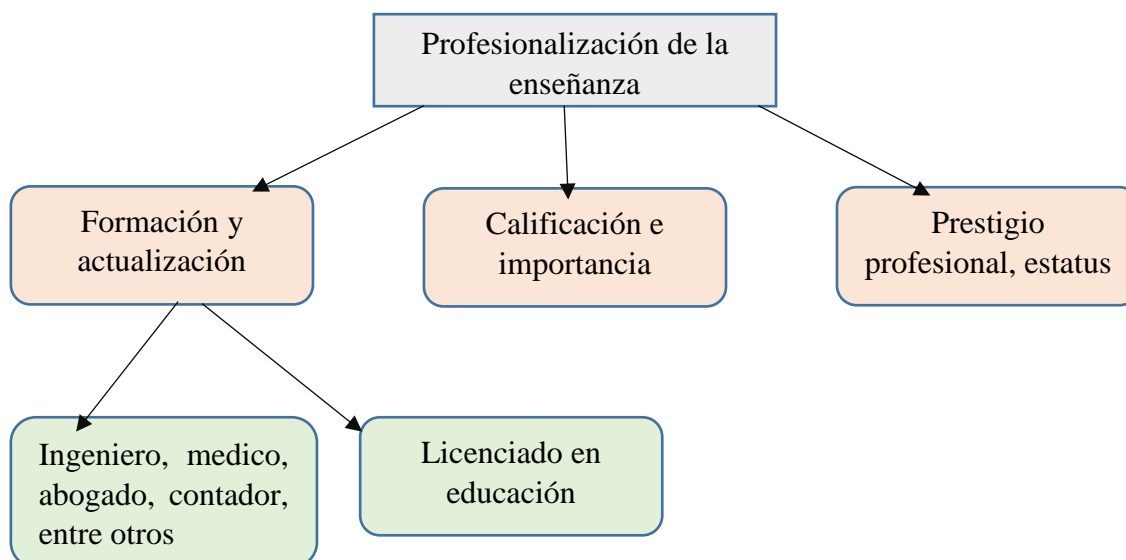 Profesionalización de la
enseñanza
Formación y
actualización
Calificación e
importancia
Prestigio
profesional, estatus
Ingeniero, medico,
abogado, contador,
entre otros
Licenciado en
educación